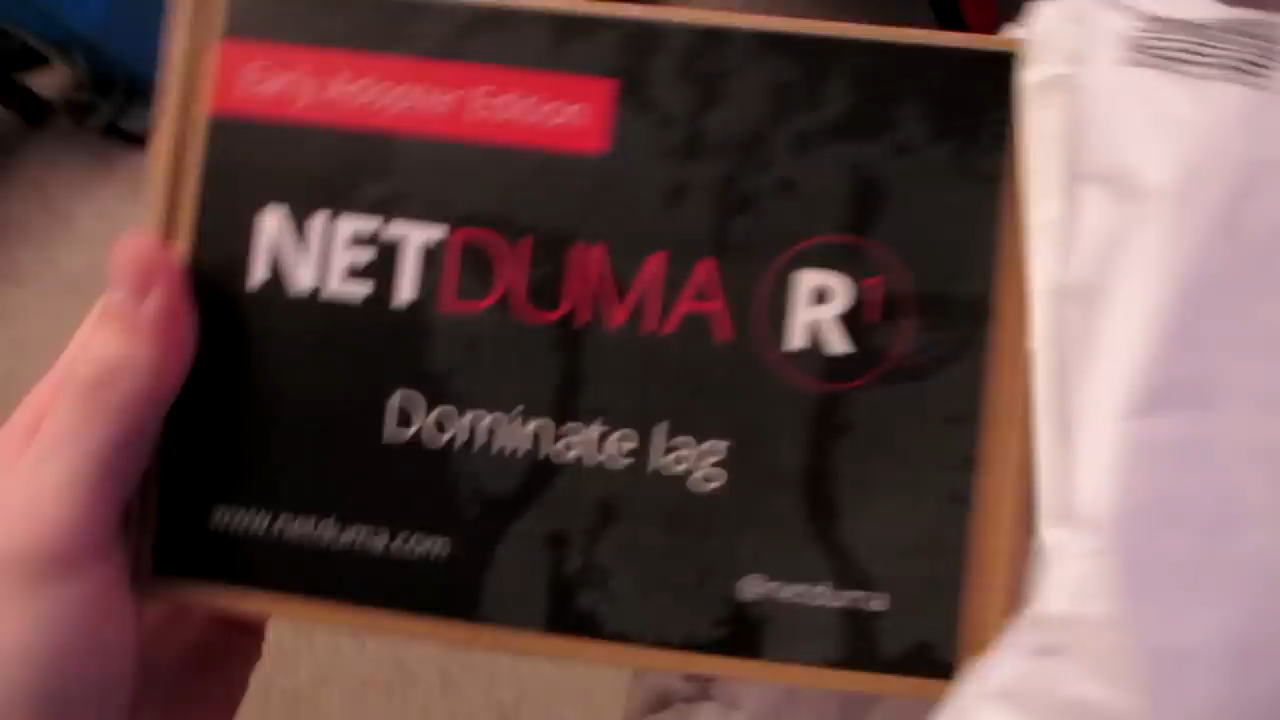 Early Adopter Edition
NETDUMA R1
Dominate lag
www.netduma.com
@netduma